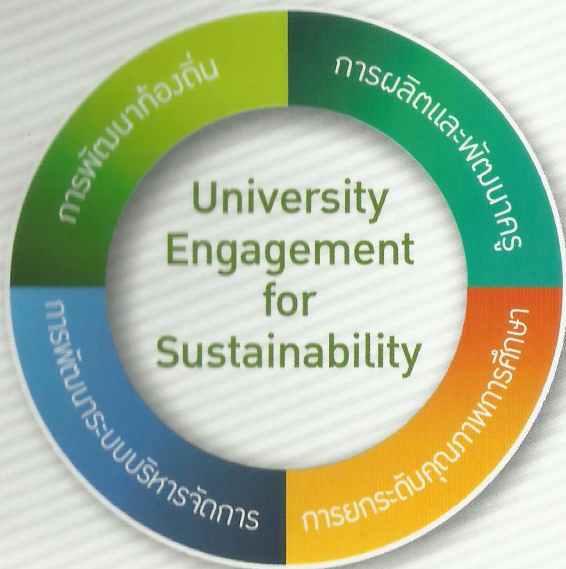 การพัฒนาท้องถิ่น
การผลิตและพัฒนาครู
University
Engagement
for
Sustainability
การพัฒนาระบบบริหารจัดการ
การยกระดับคุณภาพการศึกษา